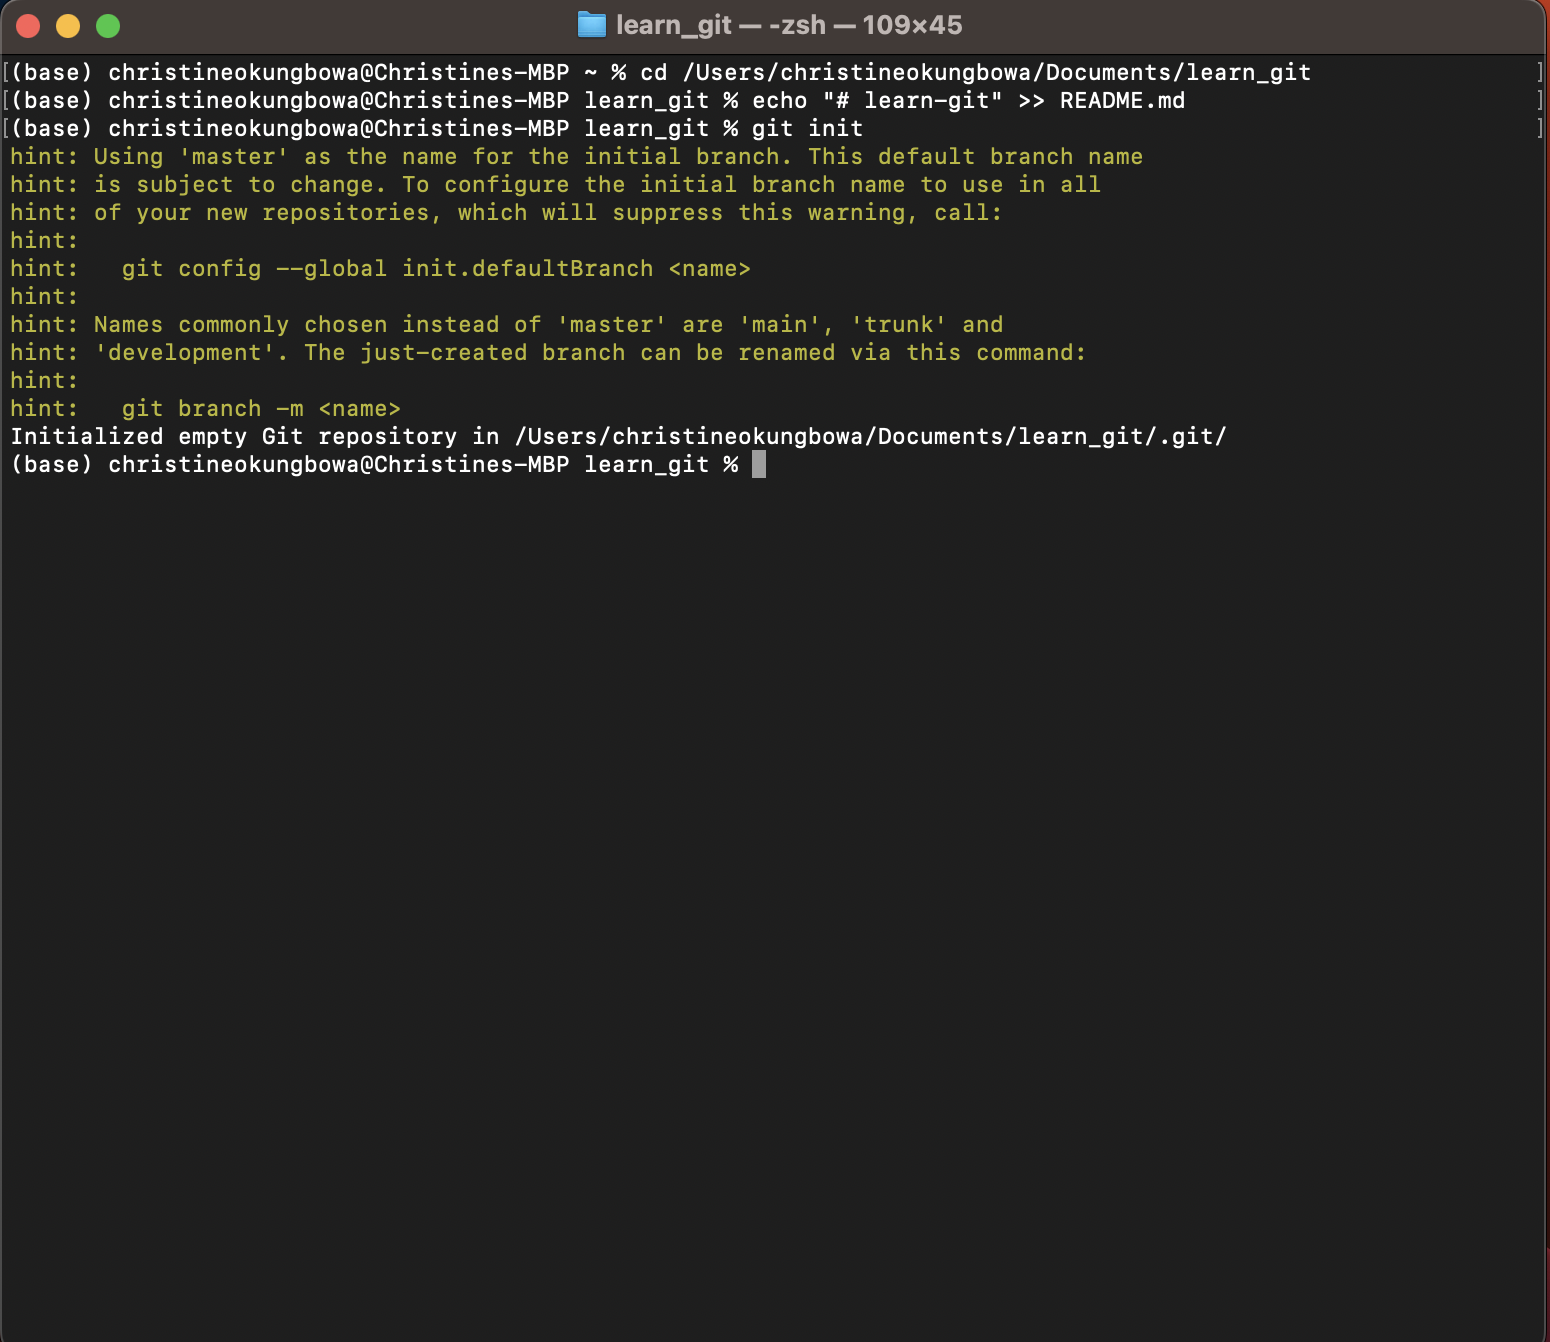 learn_git — -zsh — 109×45
[(base) christineokungbowa@Christines-MBP ~ % cd /Users/christineokungbowa/Documents/learn_git ]
[(base) christineokungbowa@Christines-MBP learn_git % echo "# learn-git" >> README.md ]
[(base) christineokungbowa@Christines-MBP learn_git % git init ]
hint: Using 'master' as the name for the initial branch. This default branch name
hint: is subject to change. To configure the initial branch name to use in all
hint: of your new repositories, which will suppress this warning, call:
hint:
hint:   git config --global init.defaultBranch <name>
hint:
hint: Names commonly chosen instead of 'master' are 'main', 'trunk' and
hint: 'development'. The just-created branch can be renamed via this command:
hint:
hint:   git branch -m <name>
Initialized empty Git repository in /Users/christineokungbowa/Documents/learn_git/.git/
(base) christineokungbowa@Christines-MBP learn_git %